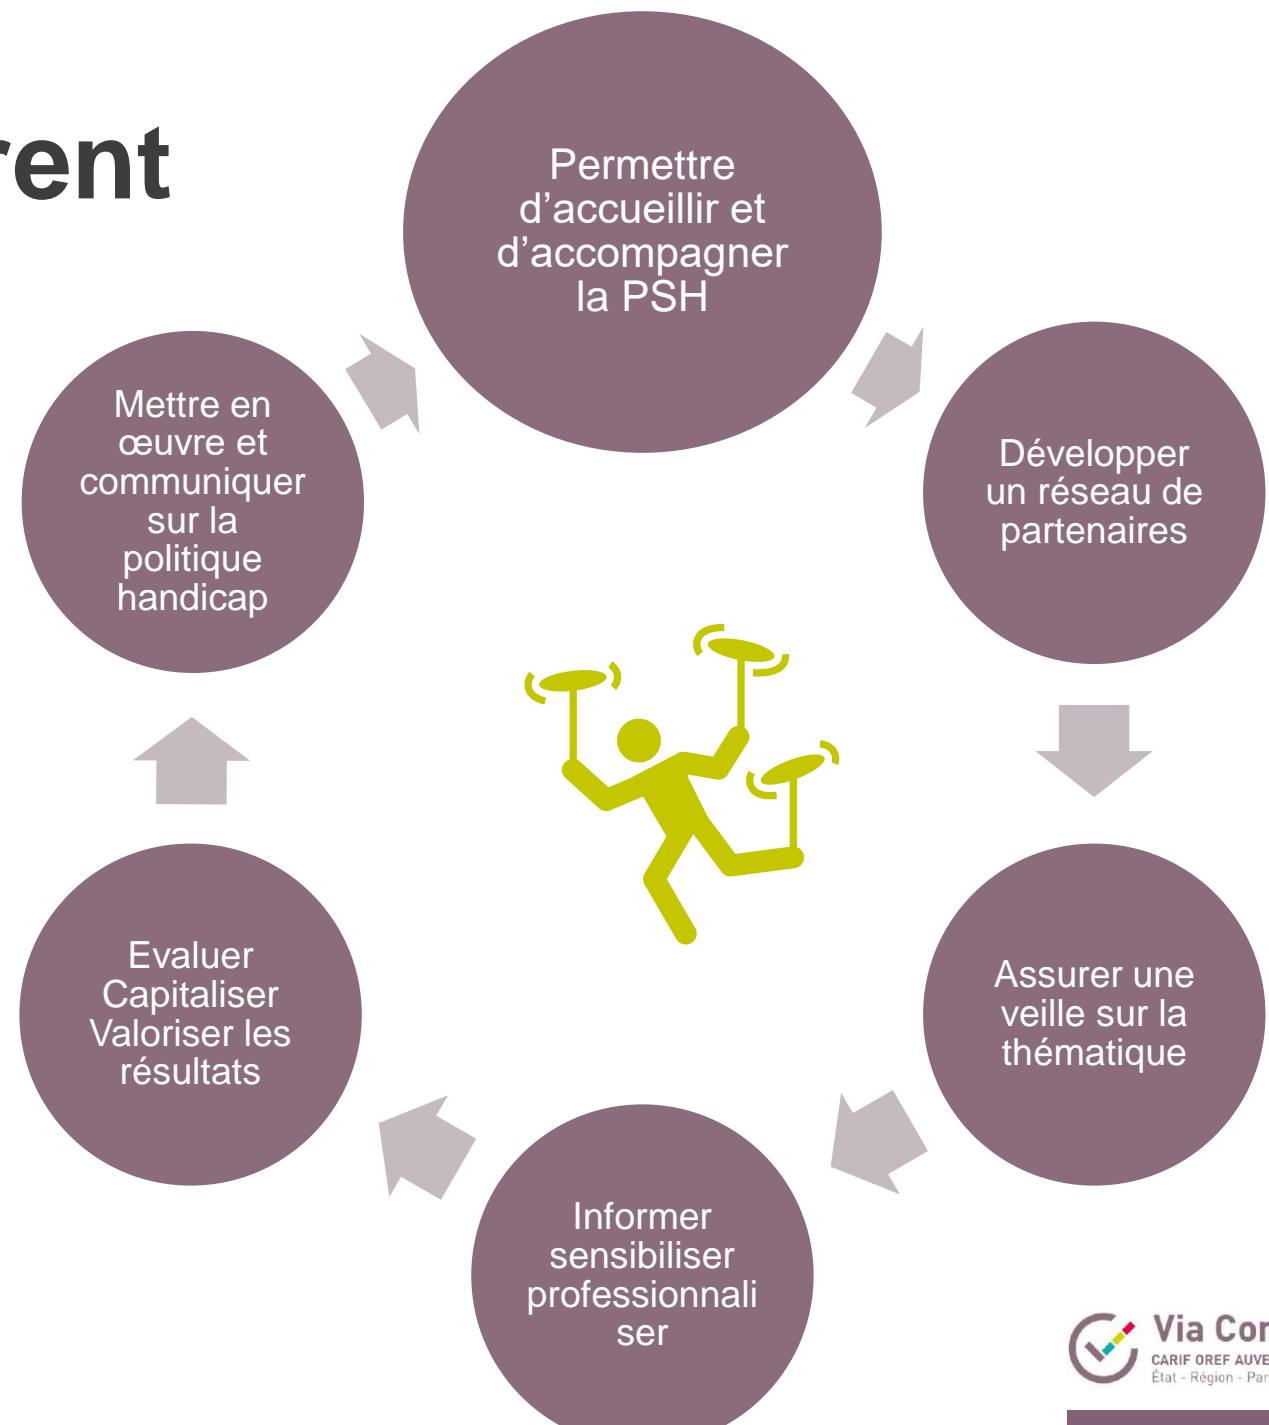 rent
Permettre
d’accueillir et
d’accompagner
la PSH
Développer
un réseau de
partenaires
Assurer une
veille sur la
thématique
Informer
sensibiliser
professionnali
ser
Evaluer
Capitaliser
Valoriser les
résultats
Mettre en
œuvre et
communiquer
sur la
politique
handicap
Via Co
CARIF OREF AUVE
État - Région - Par